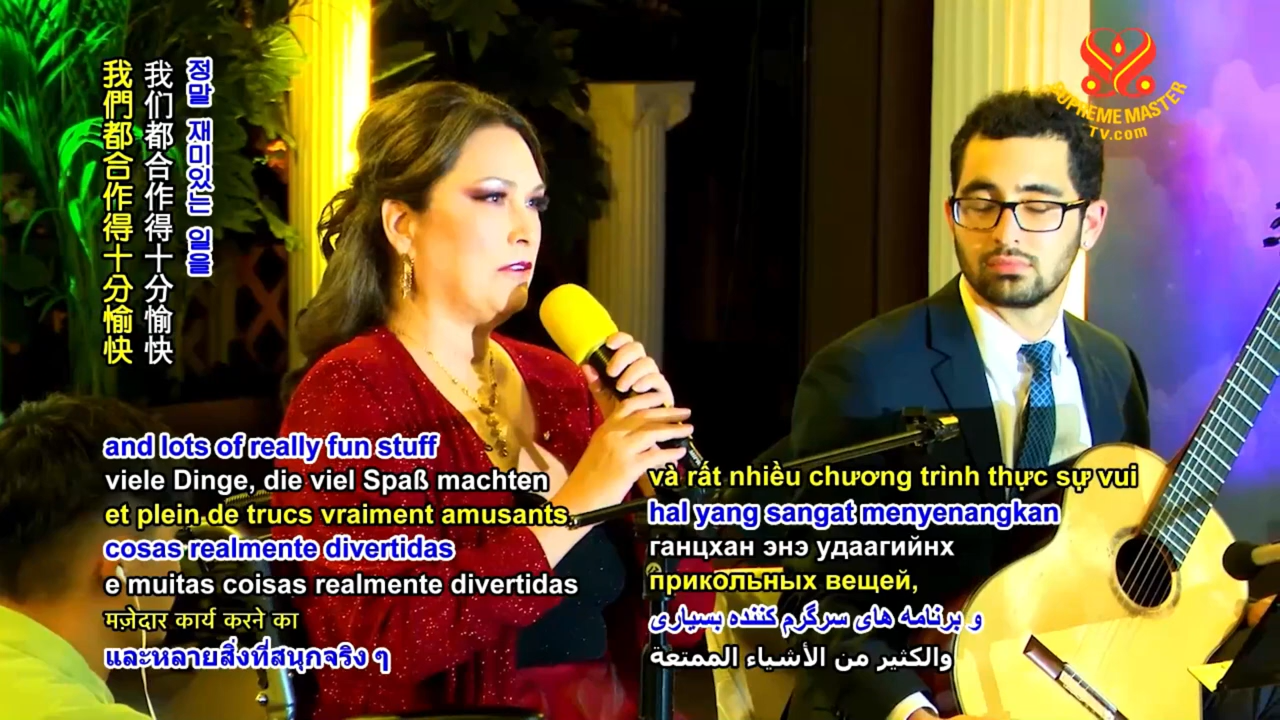 SUPREME MASTER
TV.com
정말 재미있는 일을
我们都合作得十分愉快
我們都合作得十分愉快
and lots of really fun stuff
viele Dinge, die viel Spaß machten
et plein de trucs vraiment amusants,
cosas realmente divertidas
e muitas coisas realmente divertidas
मज़ेदार कार्य करने का
และหลายสิ่งที่สนุกจริง ๆ
và rất nhiều chương trình thực sự vui
hal yang sangat menyenangkan
ганцхан энэ удаагийнх
прикольных вещей,
و برنامه های سرگرم کننده بسیاری
والكثير من الأشياء الممتعة